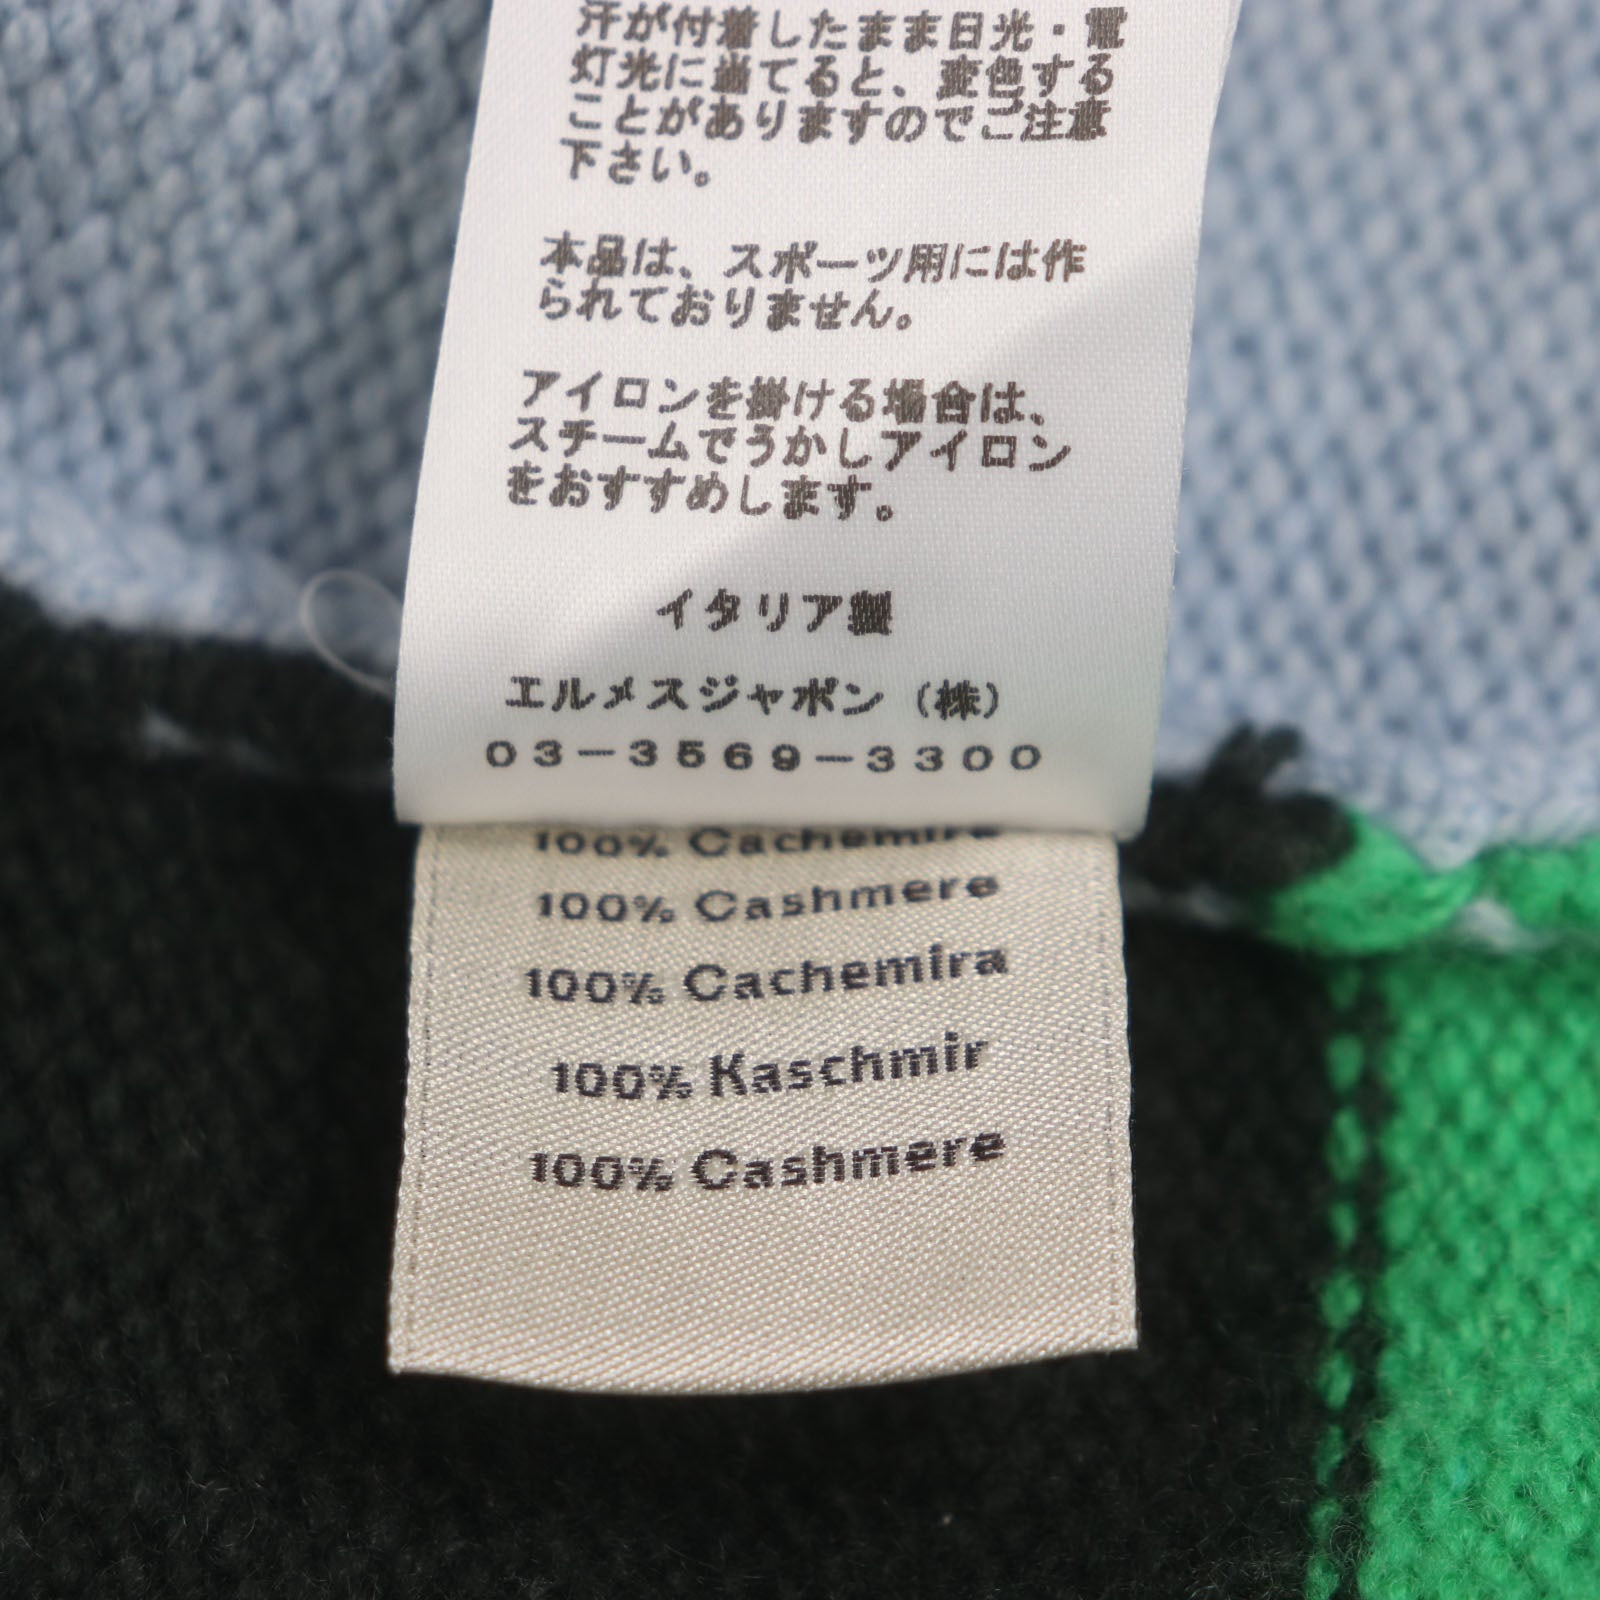 汗が付着したまま日光・電
灯光に当てると、変色する
ことがありますのでご注意
下さい。
本品は、スポーツ用には作
られておりません。
アイロンを掛ける場合は、
スチームでうかしアイロン
をおすすめします。
イタリア製
エルメスジャポン（株）
03－3569－3300
100% Cachemire
100% Cashmere
100% Cachemira
100% Kaschmir
100% Cashmere